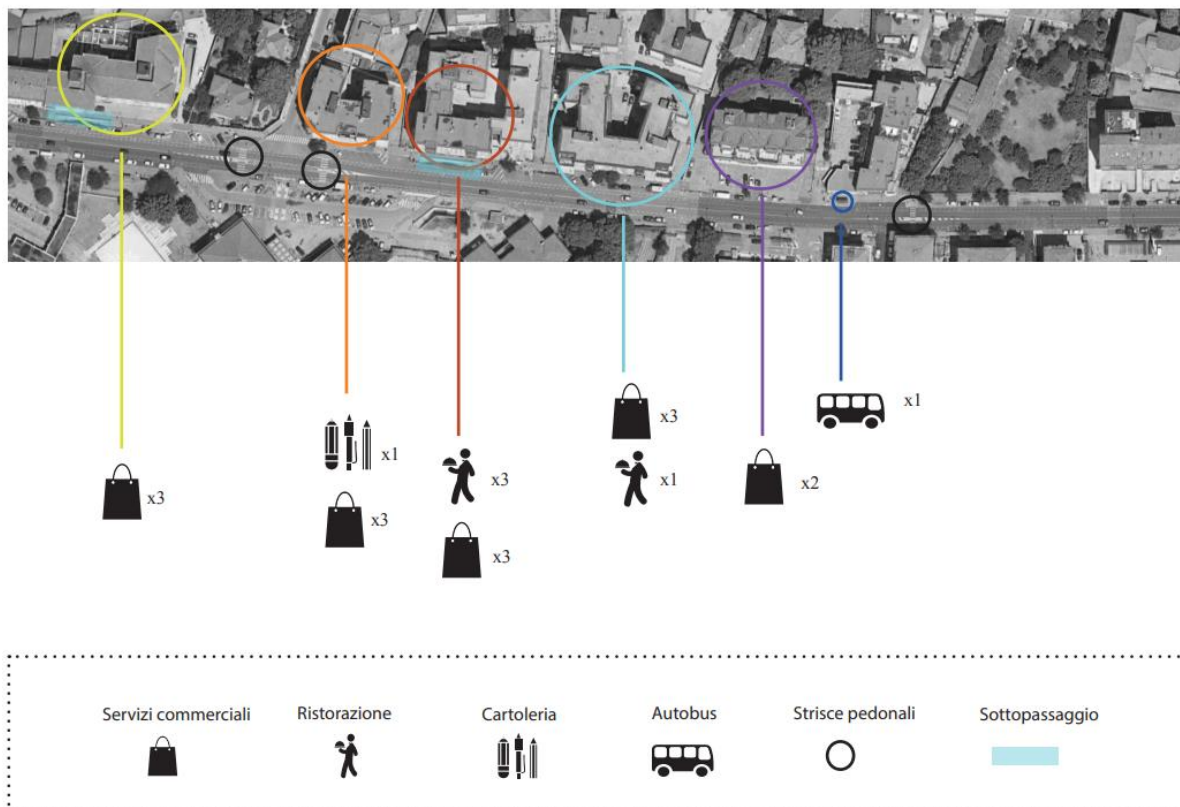 x3
x1
x3
x3
x3
x3
x1
x2
x1
Servizi commerciali
Ristorazione
Cartoleria
Autobus
Strisce pedonali
Sottopassaggio